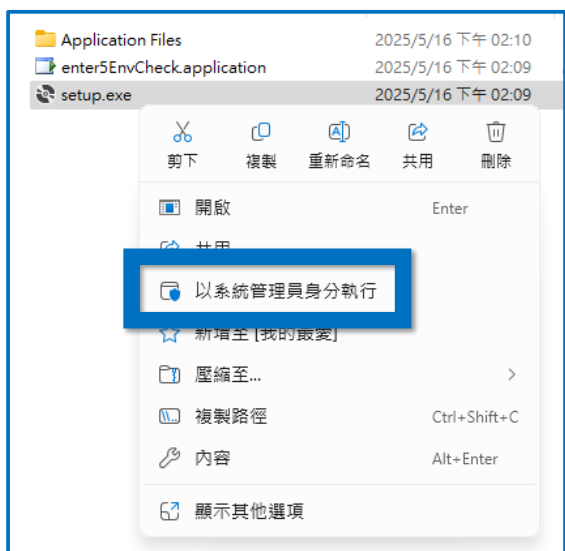 Application Files 2025/5/16 下午 02:10
enter5EnvCheck.application 2025/5/16 下午 02:09
setup.exe 2025/5/16 下午 02:09
剪下 複製 重新命名 共用 刪除
開啟 Enter
共用
以系統管理員身分執行
新增至 [我的最愛]
壓縮至...
複製路徑 Ctrl+Shift+C
內容 Alt+Enter
顯示其他選項